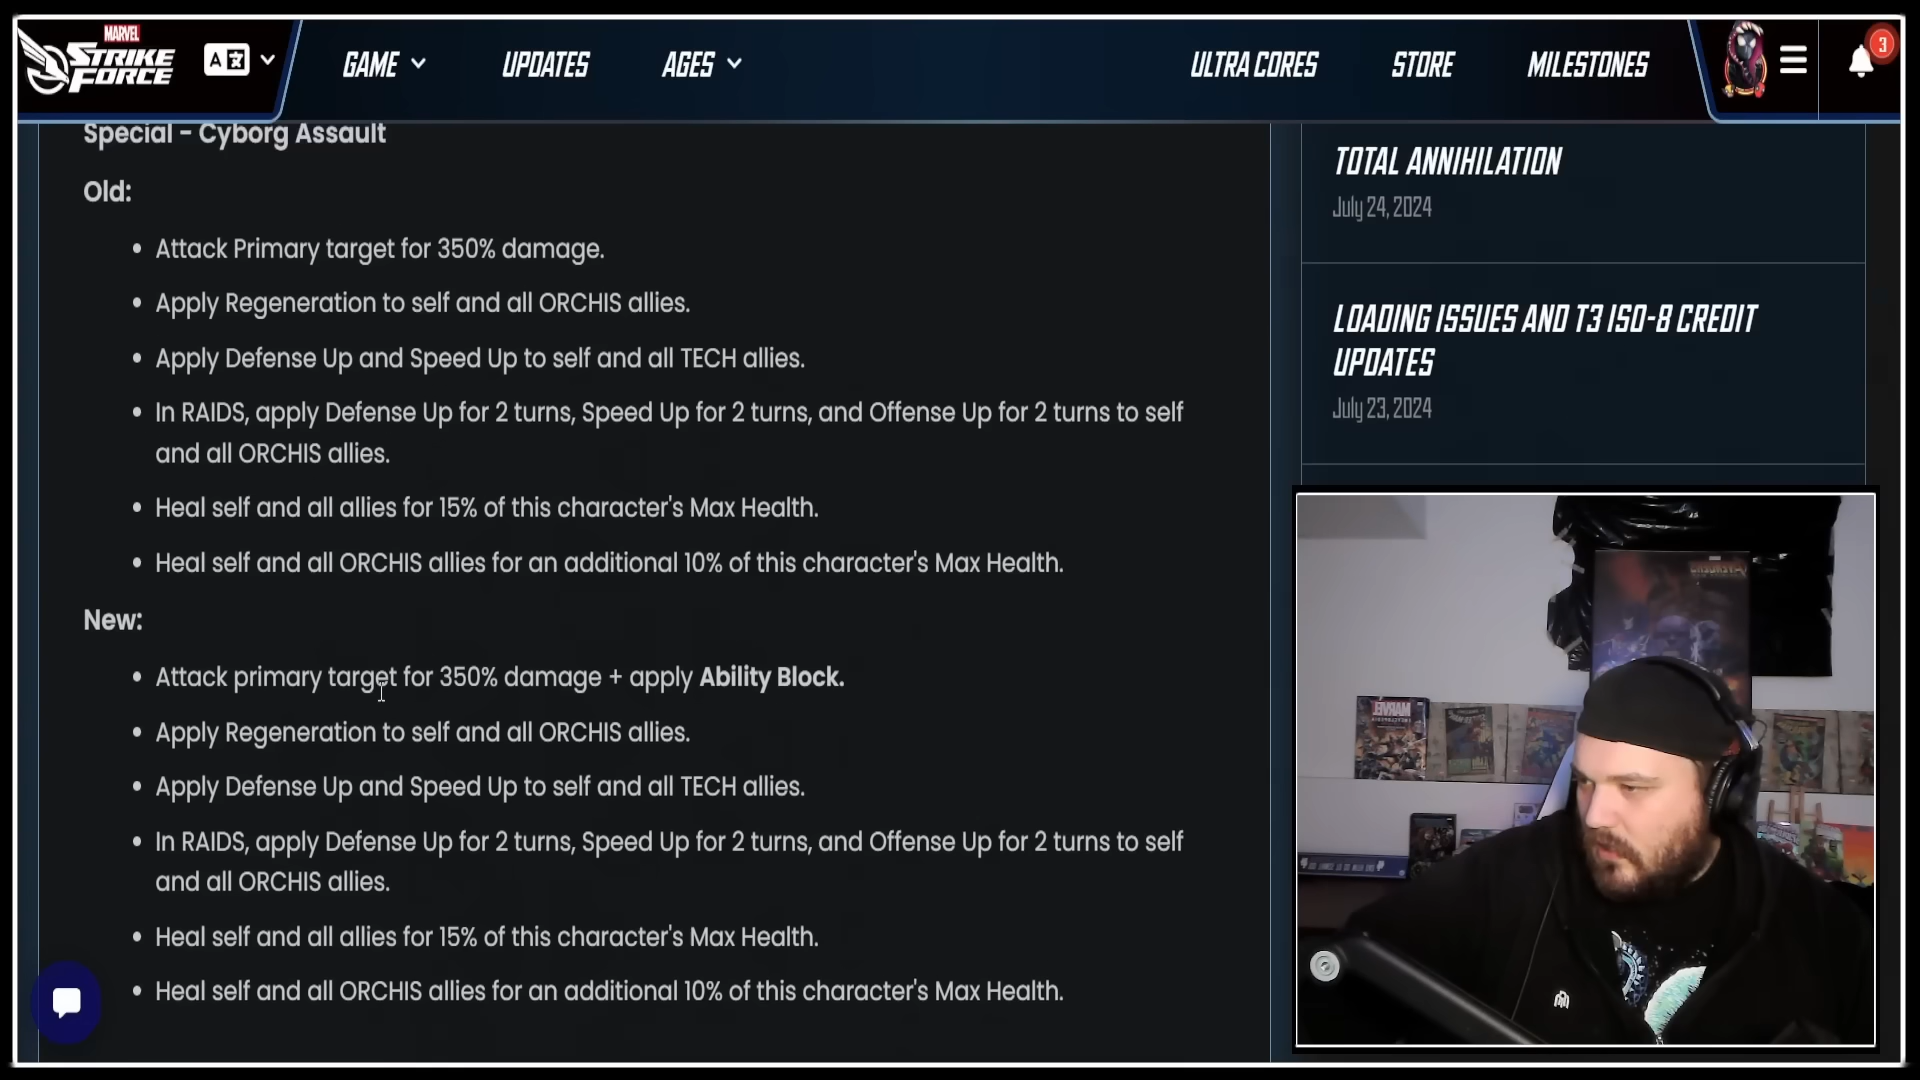 MARVEL
STRIKE
FORCE
A
GAME
UPDATES
AGES
ULTRA CORES
STORE
MILESTONES
3
Special - Cyborg Assault
Old:
• Attack Primary target for 350% damage.
• Apply Regeneration to self and all ORCHIS allies.
• Apply Defense Up and Speed Up to self and all TECH allies.
• In RAIDS, apply Defense Up for 2 turns, Speed Up for 2 turns, and Offense Up for 2 turns to self
and all ORCHIS allies.
• Heal self and all allies for 15% of this character's Max Health.
• Heal self and all ORCHIS allies for an additional 10% of this character's Max Health.
New:
• Attack primary target for 350% damage + apply Ability Block.
• Apply Regeneration to self and all ORCHIS allies.
• Apply Defense Up and Speed Up to self and all TECH allies.
• In RAIDS, apply Defense Up for 2 turns, Speed Up for 2 turns, and Offense Up for 2 turns to self
and all ORCHIS allies.
• Heal self and all allies for 15% of this character's Max Health.
• Heal self and all ORCHIS allies for an additional 10% of this character's Max Health.
TOTAL ANNIHILATION
July 24, 2024
LOADING ISSUES AND T3 ISO-8 CREDIT
UPDATES
July 23, 2024
MARVEL